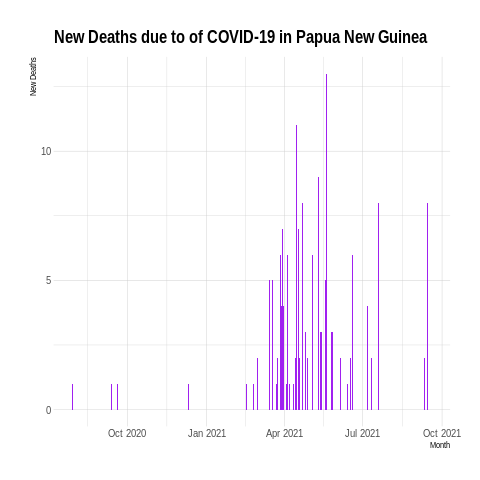 New Deaths due to of COVID-19 in Papua New Guinea
New Deaths
10
5
0
Oct 2020 Jan 2021 Apr 2021 Jul 2021 Oct 2021
Month